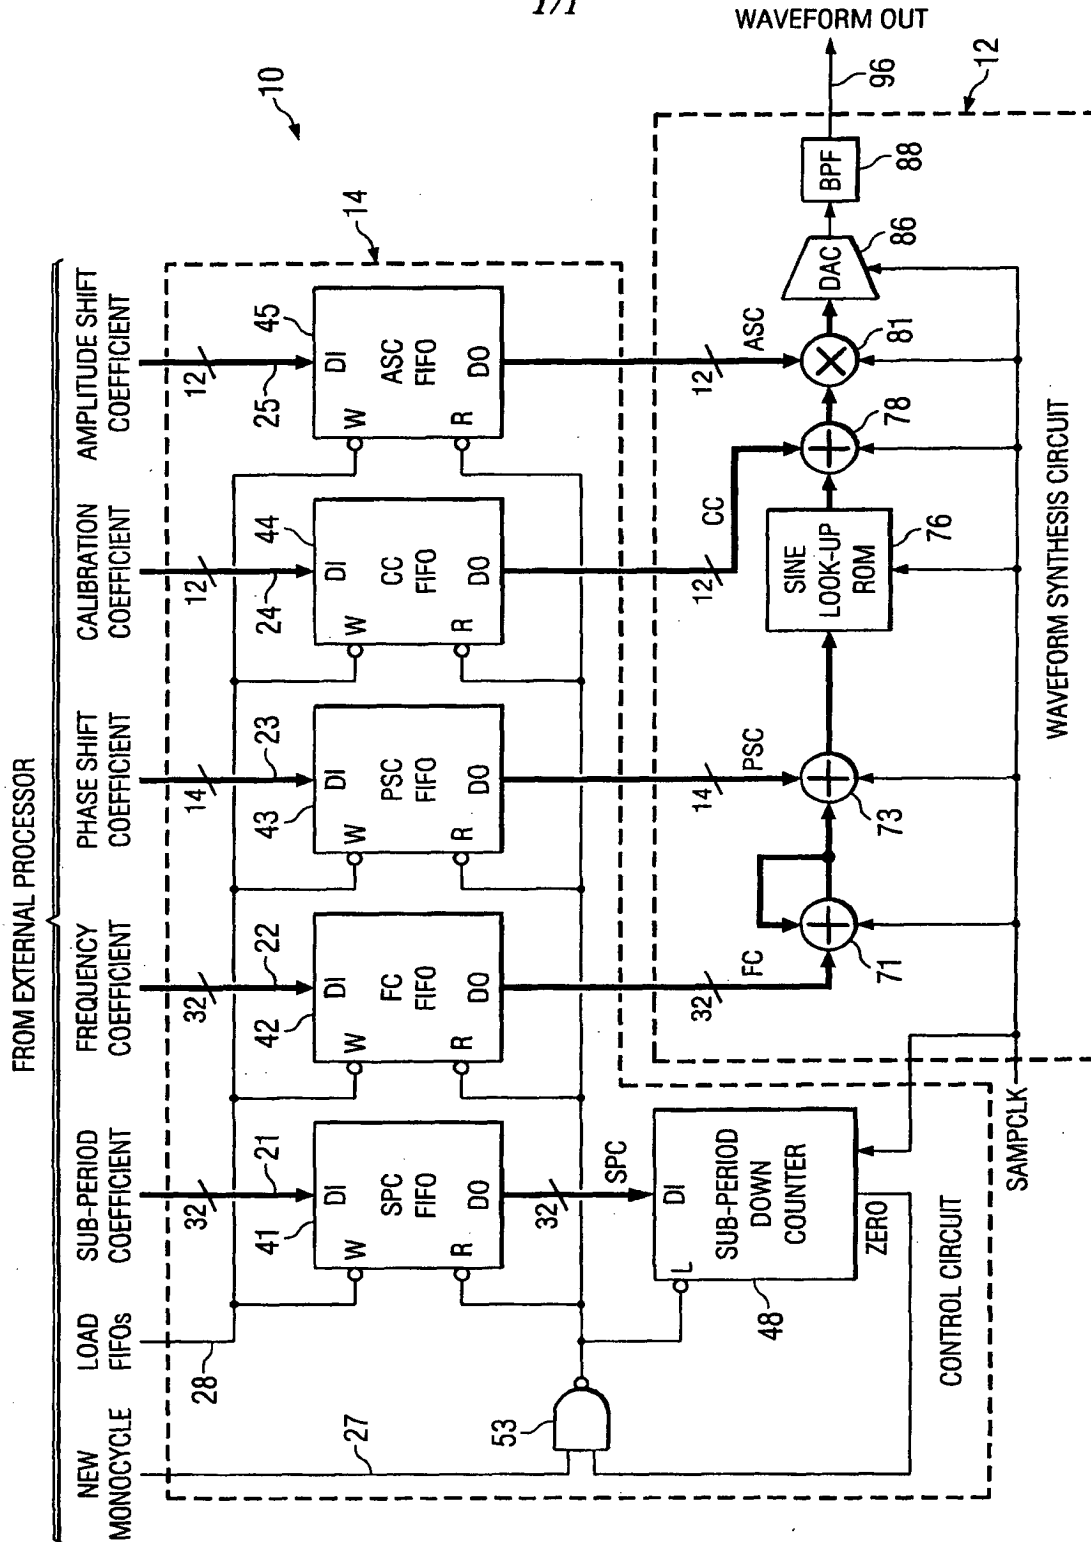 1/1
FROM EXTERNAL PROCESSOR
NEW
MONOCYCLE
LOAD
FIFOs
SUB-PERIOD
COEFFICIENT
FREQUENCY
COEFFICIENT
PHASE SHIFT
COEFFICIENT
CALIBRATION
COEFFICIENT
AMPLITUDE SHIFT
COEFFICIENT
10
14
28
27
32
21
32
22
14
23
12
24
12
25
41
DI
W
SPC
FIFO
R
DO
42
DI
W
FC
FIFO
R
DO
43
DI
W
PSC
FIFO
R
DO
44
DI
W
CC
FIFO
R
DO
45
DI
W
ASC
FIFO
R
DO
53
32
SPC
L
DI
SUB-PERIOD
DOWN
COUNTER
48
ZERO
CONTROL CIRCUIT
SAMPCLK
32
FC
71
14
PSC
73
12
CC
SINE
LOOK-UP
ROM
76
78
12
ASC
81
DAC
86
BPF
88
96
WAVEFORM OUT
12
WAVEFORM SYNTHESIS CIRCUIT